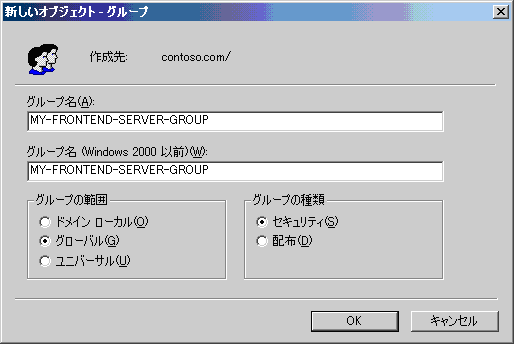 新しいオブジェクト - グループ
作成先: contoso.com/
グループ名(A):
MY-FRONTEND-SERVER-GROUP
グループ名 (Windows 2000 以前)(W):
MY-FRONTEND-SERVER-GROUP
グループの範囲
ドメイン ローカル(O)
グローバル(G)
ユニバーサル(U)
グループの種類
セキュリティ(S)
配布(D)
OK
キャンセル